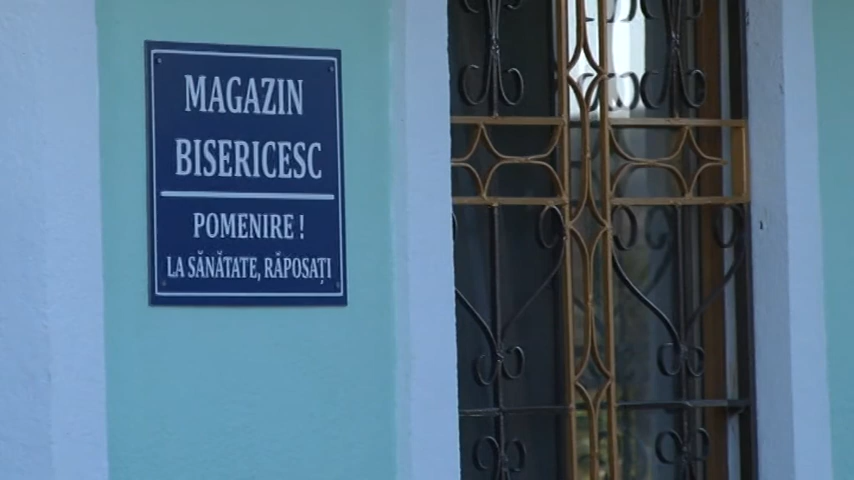 MAGAZIN
BISERICESC
POMENIRE !
LA SĂNĂTATE, RĂPOSAȚI